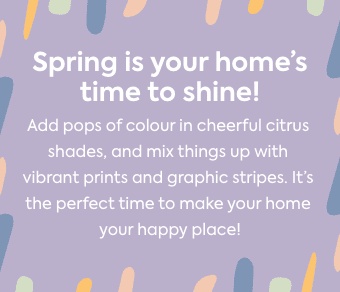 Spring is your home’s
time to shine!
Add pops of colour in cheerful citrus
shades, and mix things up with
vibrant prints and graphic stripes. It’s
the perfect time to make your home
your happy place!